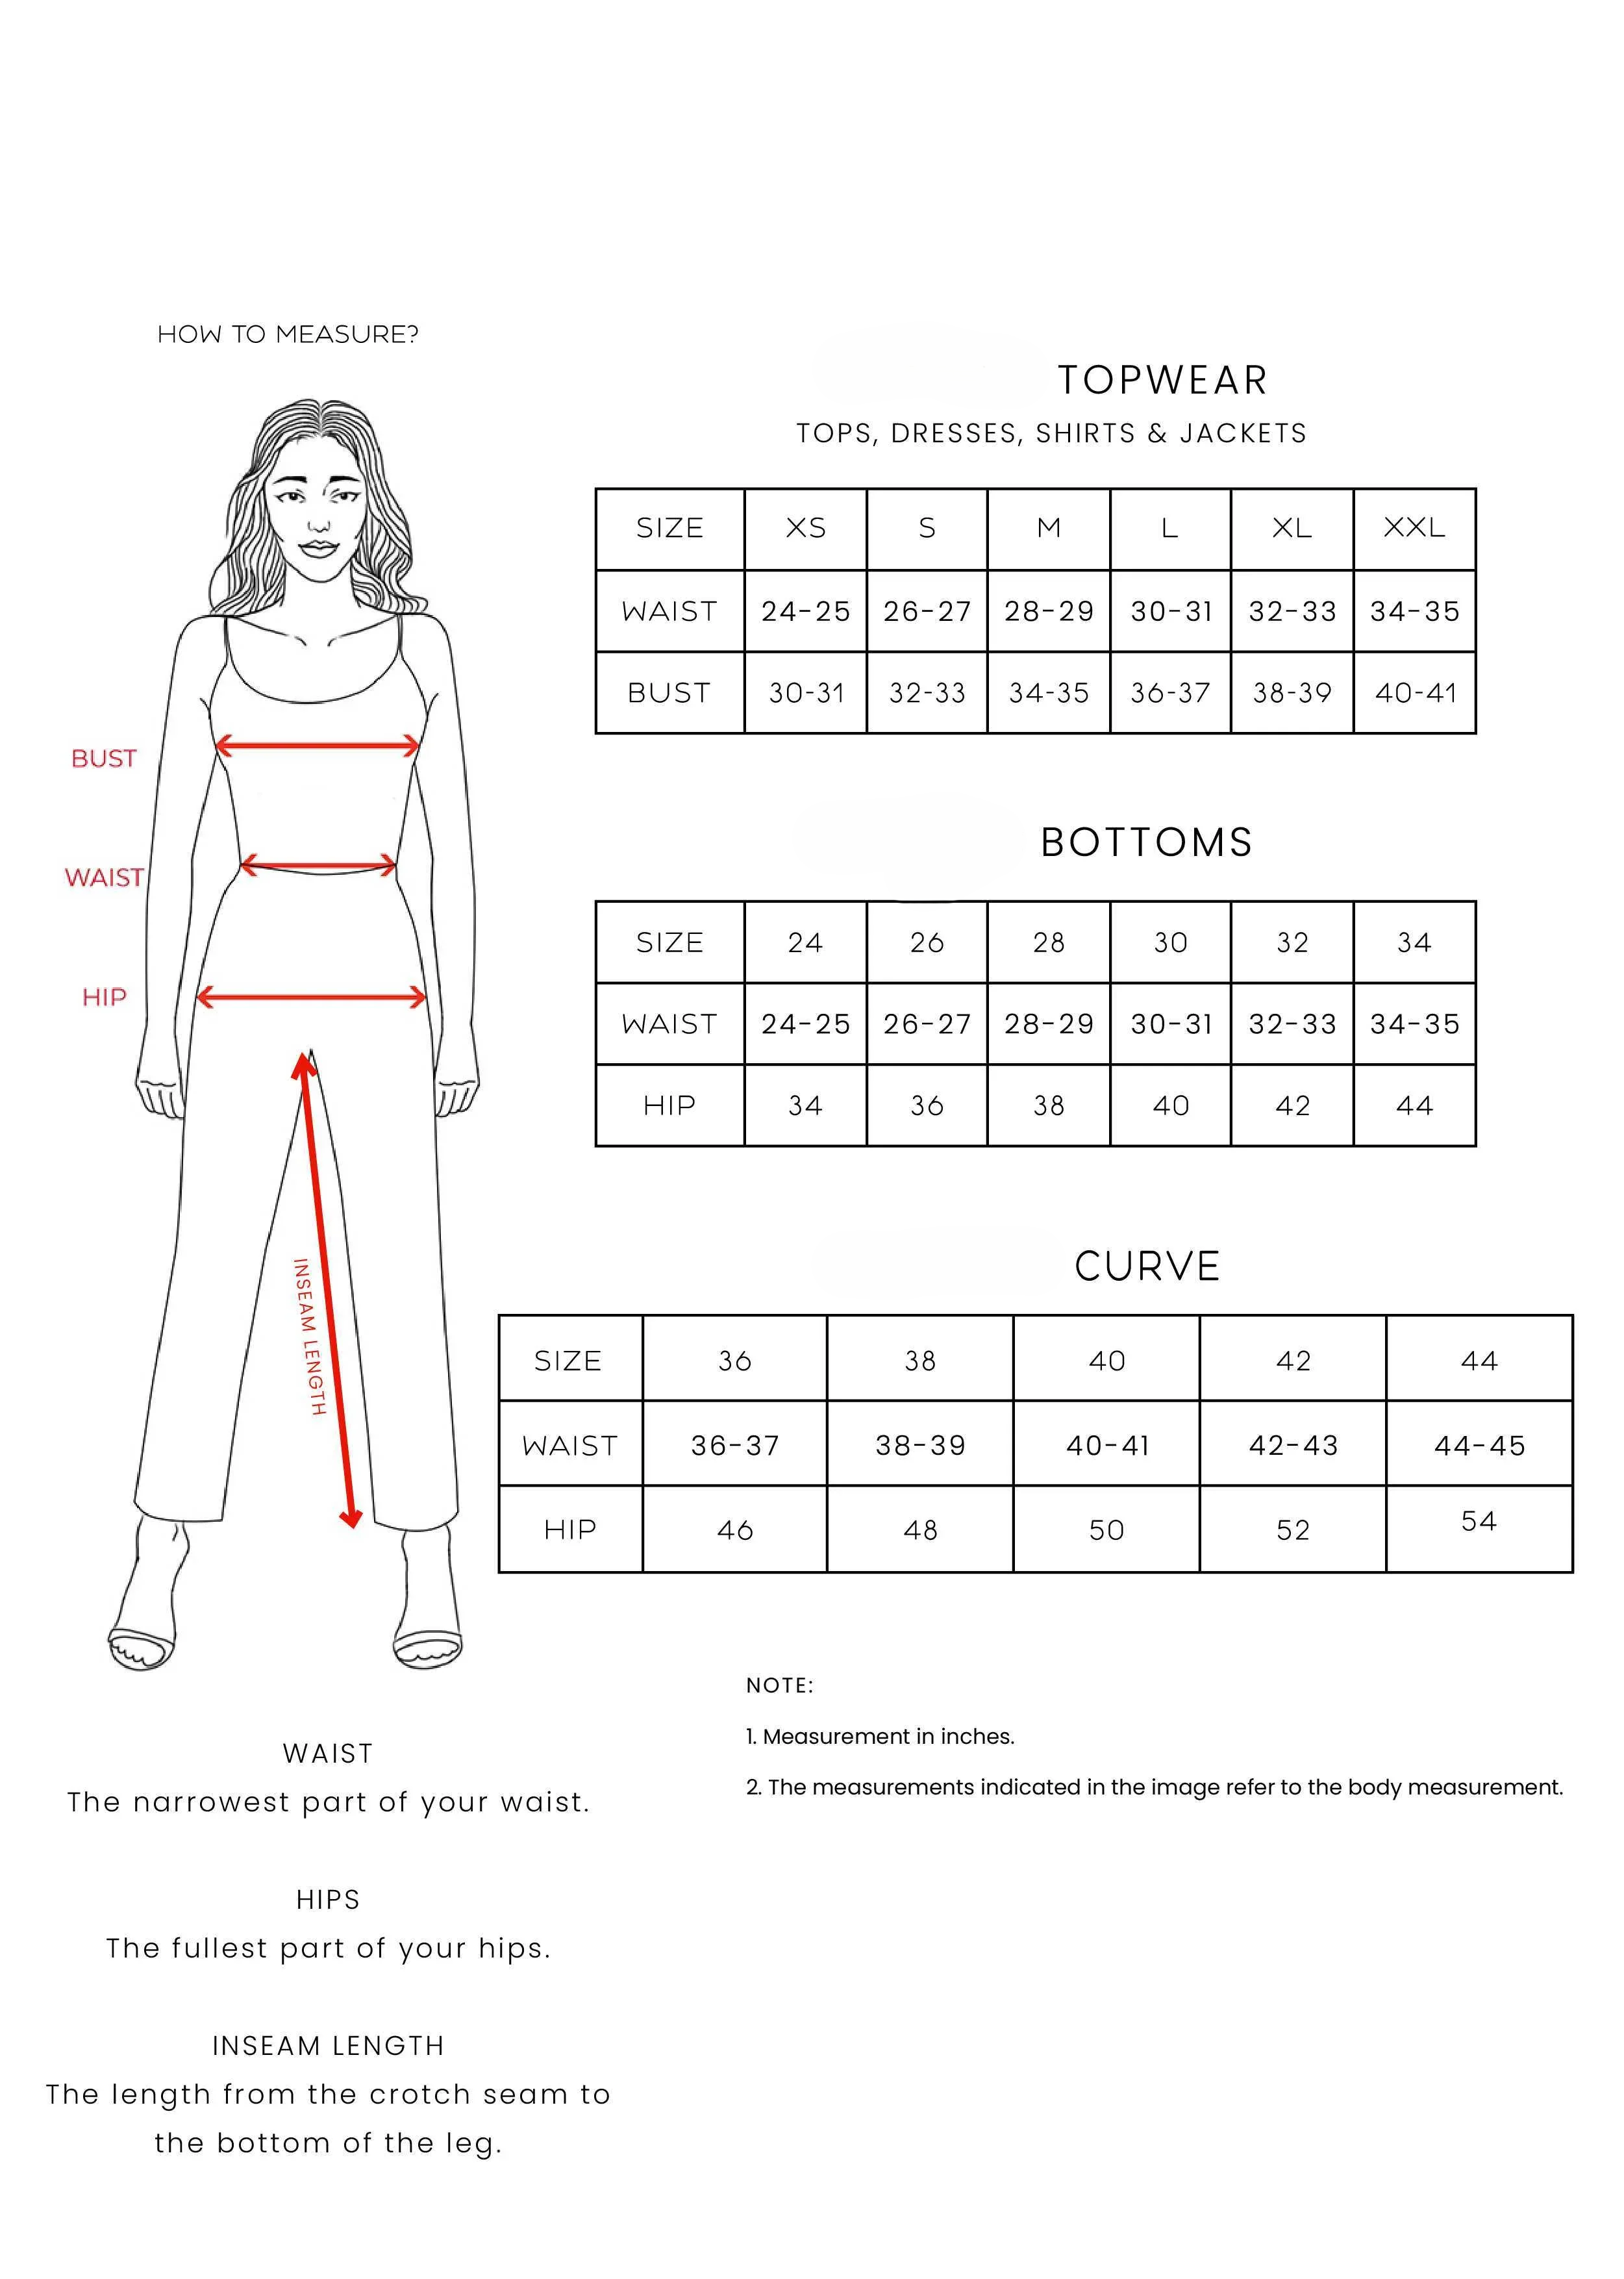 HOW TO MEASURE?
BUST
WAIST
HIP
INSEAM LENGTH
TOPWEAR
TOPS, DRESSES, SHIRTS & JACKETS
SIZE XS S M L XL XXL
WAIST 24-25 26-27 28-29 30-31 32-33 34-35
BUST 30-31 32-33 34-35 36-37 38-39 40-41
BOTTOMS
SIZE 24 26 28 30 32 34
WAIST 24-25 26-27 28-29 30-31 32-33 34-35
HIP 34 36 38 40 42 44
CURVE
SIZE 36 38 40 42 44
WAIST 36-37 38-39 40-41 42-43 44-45
HIP 46 48 50 52 54
NOTE:
1. Measurement in inches.
2. The measurements indicated in the image refer to the body measurement.
WAIST
The narrowest part of your waist.
HIPS
The fullest part of your hips.
INSEAM LENGTH
The length from the crotch seam to
the bottom of the leg.